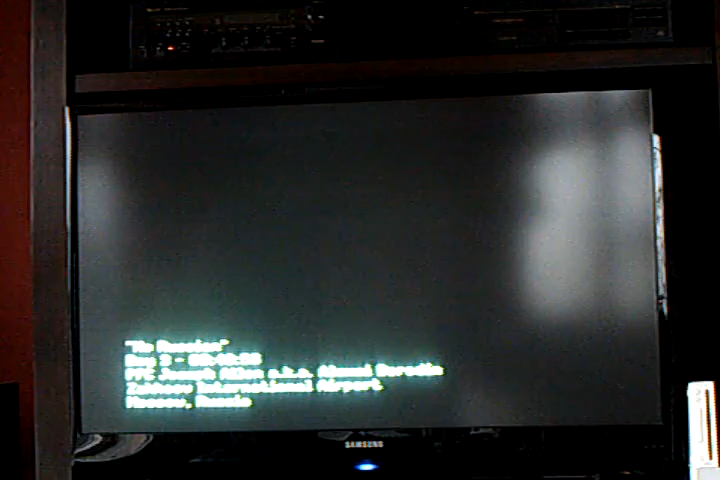 "No Russian"
Day 3 -
PFC Joseph Allen a.k.a. Alexei Borodin
Zakhaev International Airport
Moscow, Russia
SAMSUNG